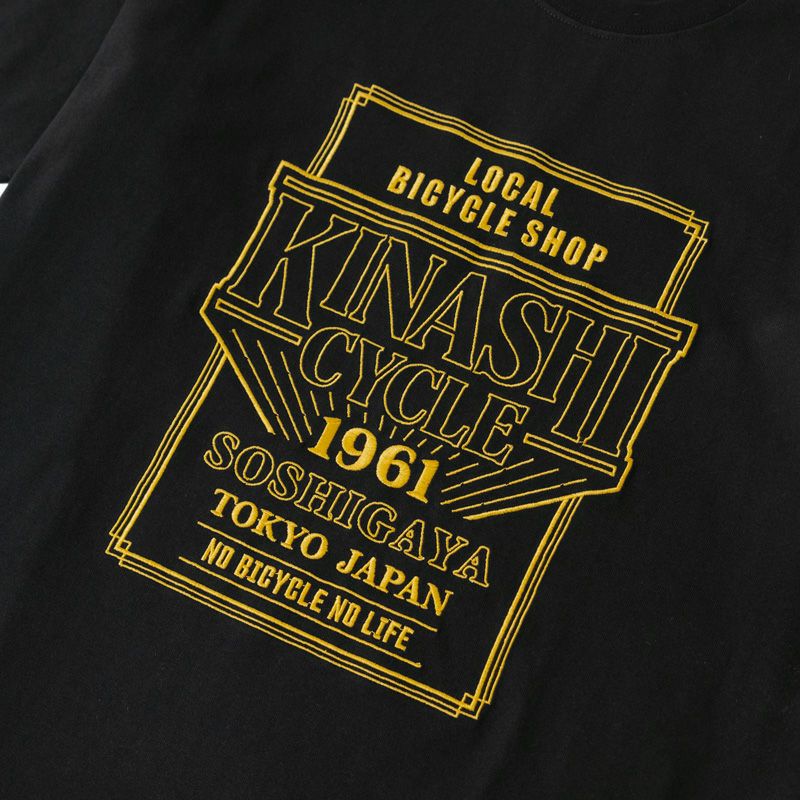 LOCAL
BICYCLE SHOP
KINASHI
CYCLE
1961
SOSHIGAYA
TOKYO JAPAN
NO BICYCLE NO LIFE